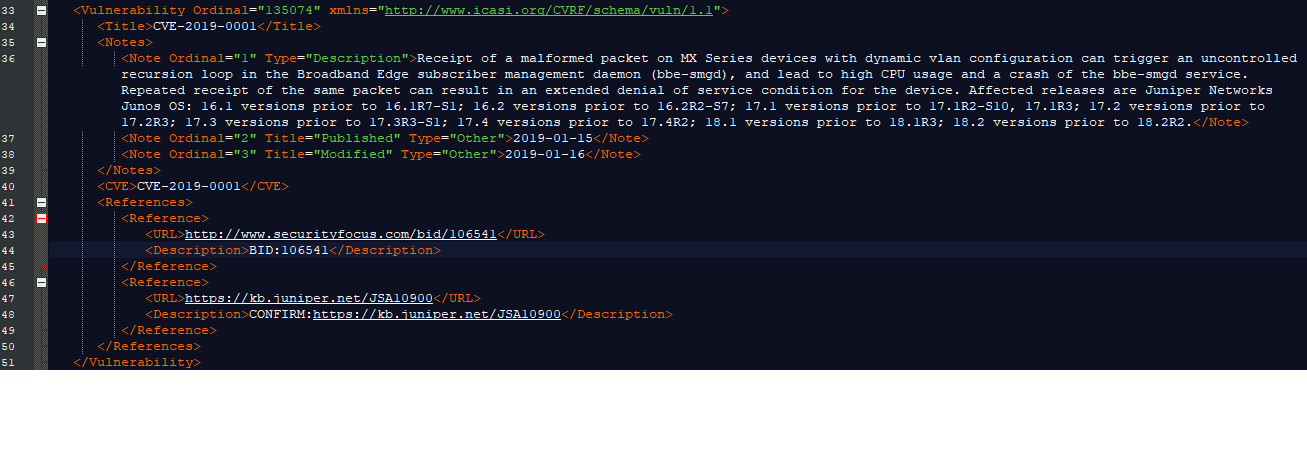 33 <Vulnerability Ordinal="135074" xmlns="http://www.icasi.org/CVRF/schema/vuln/1.1">
34 <Title>CVE-2019-0001</Title>
35 <Notes>
36 <Note Ordinal="1" Type="Description">Receipt of a malformed packet on MX Series devices with dynamic vlan configuration can trigger an uncontrolled
recursion loop in the Broadband Edge subscriber management daemon (bbe-smgd), and lead to high CPU usage and a crash of the bbe-smgd service.
Repeated receipt of the same packet can result in an extended denial of service condition for the device. Affected releases are Juniper Networks
Junos OS: 16.1 versions prior to 16.1R7-S1; 16.2 versions prior to 16.2R2-S7; 17.1 versions prior to 17.1R2-S10, 17.1R3; 17.2 versions prior to
17.2R3; 17.3 versions prior to 17.3R3-S1; 17.4 versions prior to 17.4R2; 18.1 versions prior to 18.1R3; 18.2 versions prior to 18.2R2.</Note>
37 <Note Ordinal="2" Title="Published" Type="Other">2019-01-15</Note>
38 <Note Ordinal="3" Title="Modified" Type="Other">2019-01-16</Note>
39 </Notes>
40 <CVE>CVE-2019-0001</CVE>
41 <References>
42 <Reference>
43 <URL>http://www.securityfocus.com/bid/106541</URL>
44 <Description>BID:106541</Description>
45 </Reference>
46 <Reference>
47 <URL>https://kb.juniper.net/JSA10900</URL>
48 <Description>CONFIRM:https://kb.juniper.net/JSA10900</Description>
49 </Reference>
50 </References>
51 </Vulnerability>